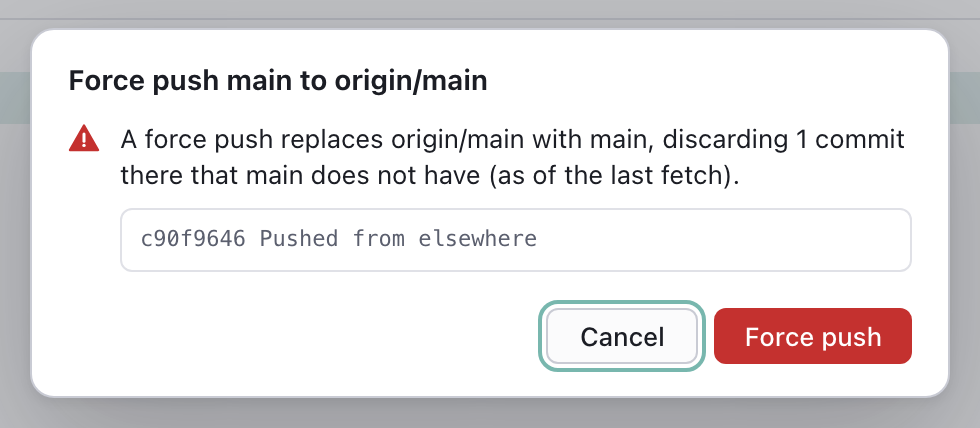 Force push main to origin/main
A force push replaces origin/main with main, discarding 1 commit
there that main does not have (as of the last fetch).
c90f9646 Pushed from elsewhere
Cancel
Force push